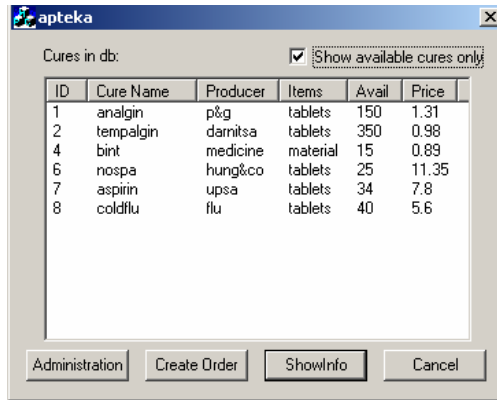 apteka
Cures in db: Show available cures only
ID Cure Name Producer Items Avail Price
1 analgin p&g tablets 150 1.31
2 tempalgin darnitsa tablets 350 0.98
4 bint medicine material 15 0.89
6 nospa hung&co tablets 25 11.35
7 aspirin upsa tablets 34 7.8
8 coldflu flu tablets 40 5.6
Administration Create Order ShowInfo Cancel